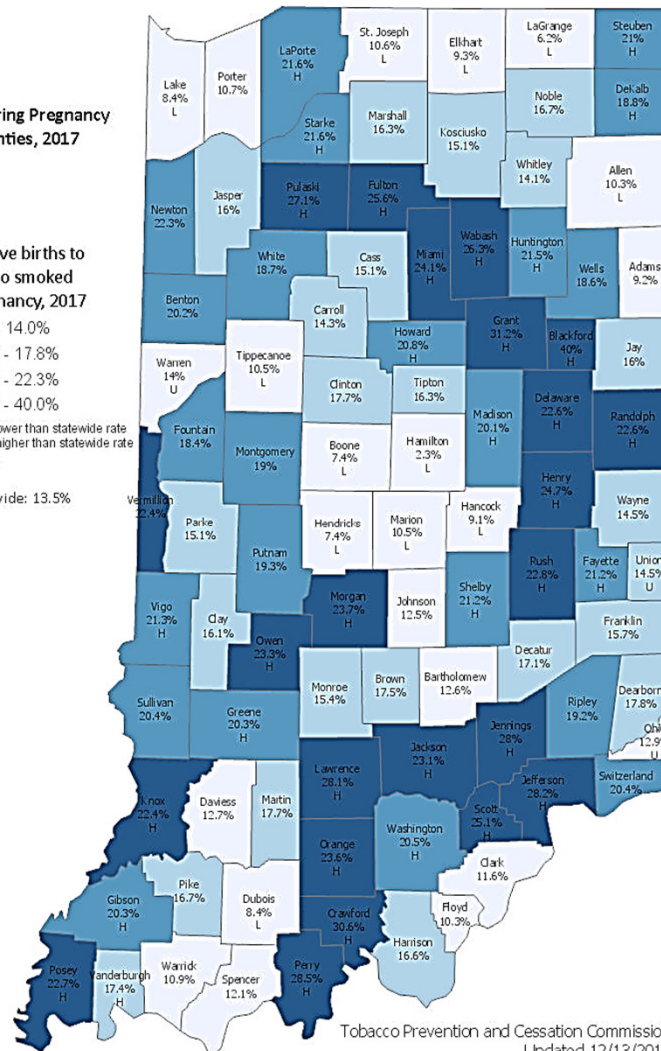 ring Pregnancy
nties, 2017
ve births to
o smoked
nancy, 2017
14.0%
- 17.8%
- 22.3%
- 40.0%
ower than statewide rate
higher than statewide rate
vide: 13.5%
Lake
8.4%
L
Porter
10.7%
LaPorte
21.6%
H
St. Joseph
10.6%
L
Elkhart
9.3%
L
LaGrange
6.2%
L
Steuben
21%
H
Starke
21.6%
H
Marshall
16.3%
Kosciusko
15.1%
Noble
16.7%
DeKalb
18.8%
H
Whitley
14.1%
Allen
10.3%
L
Newton
22.3%
Jasper
16%
Pulaski
27.1%
H
Fulton
25.6%
H
Miami
24.1%
H
Wabash
26.3%
H
Huntington
21.5%
H
Wells
18.6%
H
Adams
9.2%
L
White
18.7%
H
Cass
15.1%
Benton
20.2%
Carroll
14.3%
Howard
20.8%
H
Grant
31.2%
H
Blackford
40%
H
Jay
16%
Warren
14%
U
Tippecanoe
10.5%
L
Clinton
17.7%
Tipton
16.3%
Madison
20.1%
H
Delaware
22.6%
H
Randolph
22.6%
H
Fountain
18.4%
Montgomery
19%
Boone
7.4%
L
Hamilton
2.3%
L
Henry
24.7%
H
Wayne
14.5%
Vermillion
22.4%
Parke
15.1%
Putnam
19.3%
H
Hendricks
7.4%
L
Marion
10.5%
L
Hancock
9.1%
L
Rush
22.8%
H
Fayette
21.2%
H
Union
14.5%
U
Vigo
21.3%
H
Clay
16.1%
Owen
23.3%
H
Morgan
23.7%
H
Johnson
12.5%
Shelby
21.2%
H
Franklin
15.7%
Decatur
17.1%
Sullivan
20.4%
Greene
20.3%
H
Monroe
15.4%
Brown
17.5%
Bartholomew
12.6%
Ripley
19.2%
H
Dearborn
17.8%
H
Ohi
12.9
U
Jennings
28%
H
Jackson
23.1%
H
Lawrence
28.1%
H
Jefferson
28.2%
H
Switzerland
20.4%
Knox
22.4%
H
Daviess
12.7%
Martin
17.7%
Scott
25.1%
H
Orange
23.6%
H
Washington
20.5%
H
Clark
11.6%
Gibson
20.3%
H
Pike
16.7%
Dubois
8.4%
L
Crawford
30.6%
H
Floyd
10.3%
Harrison
16.6%
Posey
22.7%
H
Vanderburgh
17.4%
H
Warrick
10.9%
Spencer
12.1%
Perry
28.5%
H
Tobacco Prevention and Cessation Commissio
Updated 12/13/201